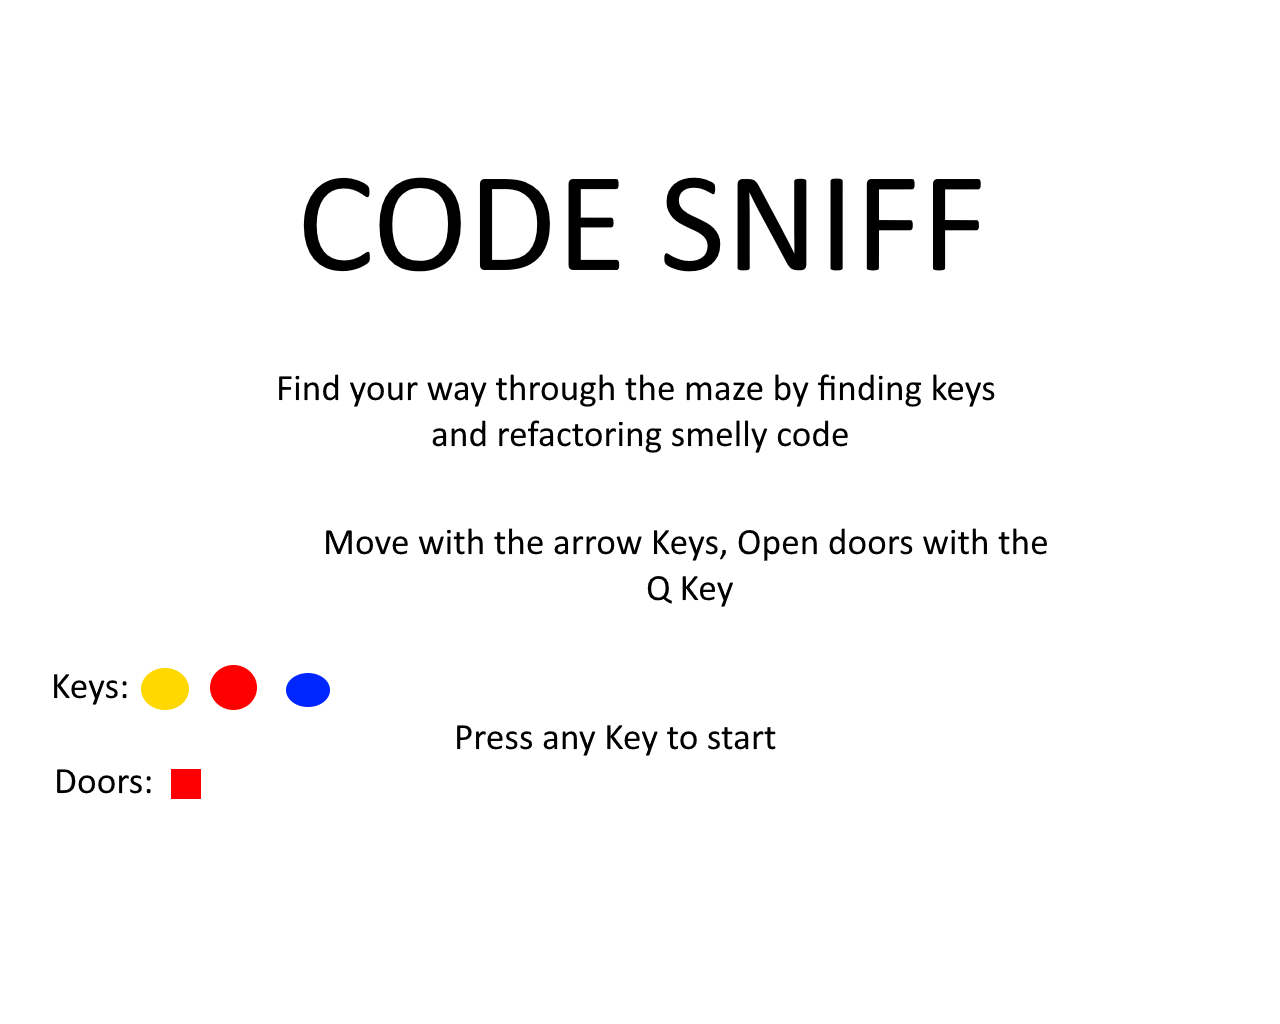 CODE SNIFF
Find your way through the maze by finding keys
and refactoring smelly code
Move with the arrow Keys, Open doors with the
Q Key
Keys:
Press any Key to start
Doors: